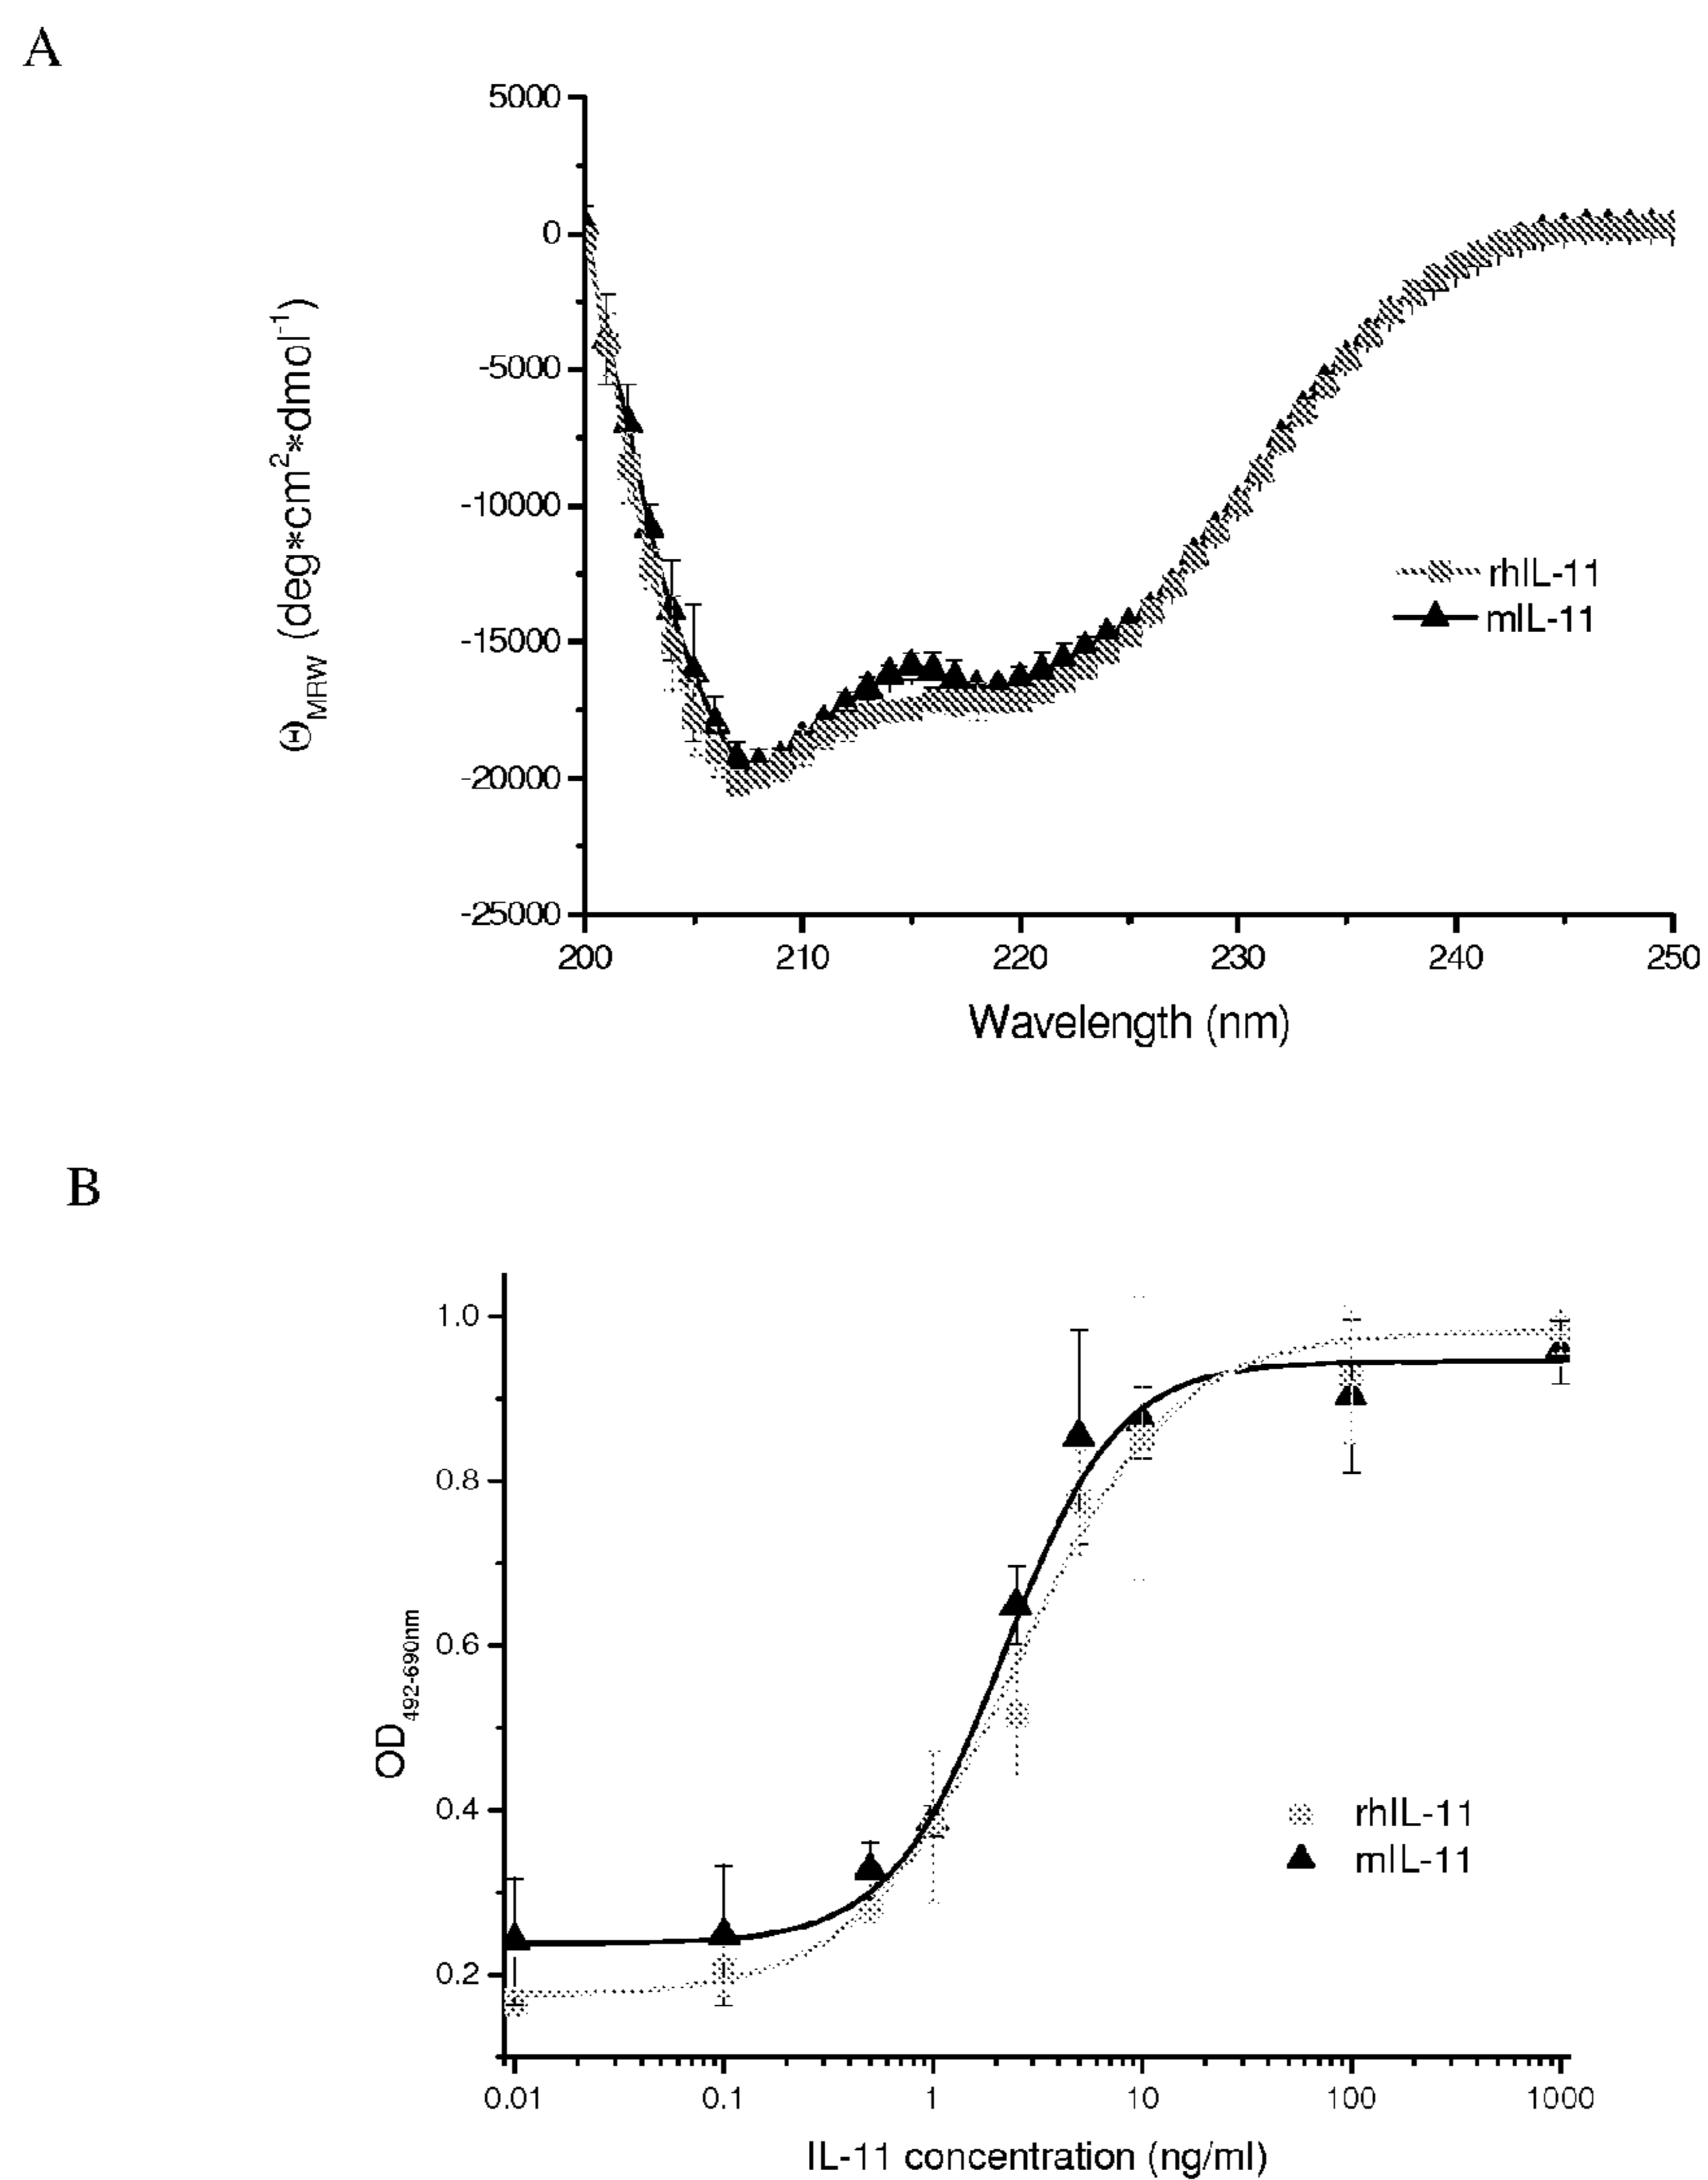 A
5000
0
-5000
-10000
-15000
-20000
-25000
Θ_MRW (deg*cm²*dmol⁻¹)
rhIL-11
mIL-11
200 210 220 230 240 250
Wavelength (nm)
B
1.0
0.8
0.6
0.4
0.2
OD_492-690nm
rhIL-11
mIL-11
0.01 0.1 1 10 100 1000
IL-11 concentration (ng/ml)